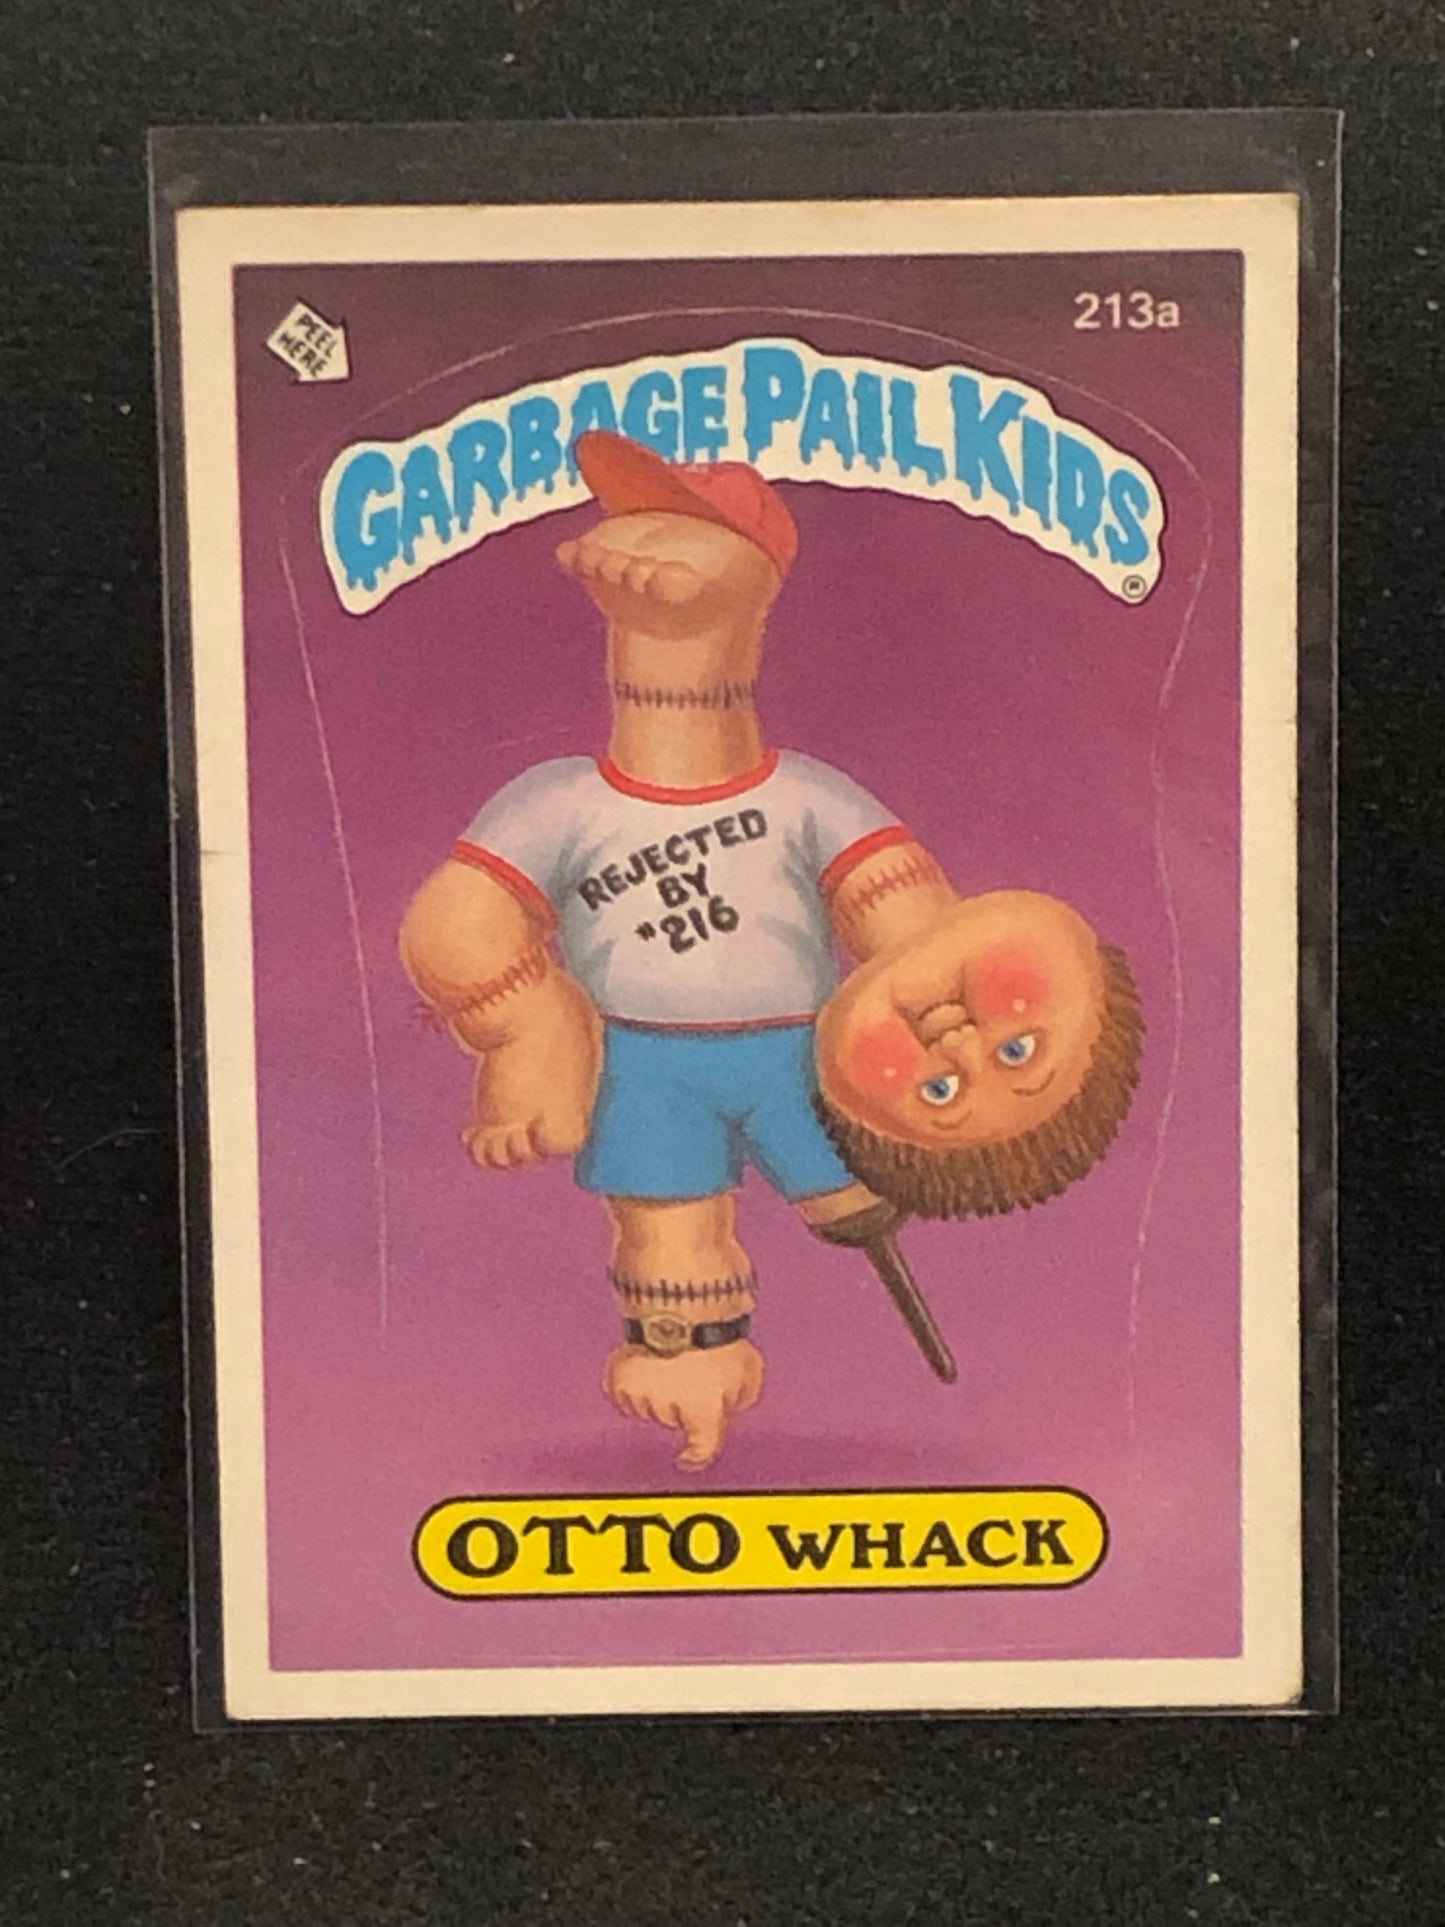 213a
PEEL
HERE
GARBAGE PAIL KIDS
®
REJECTED
BY
#216
OTTO WHACK